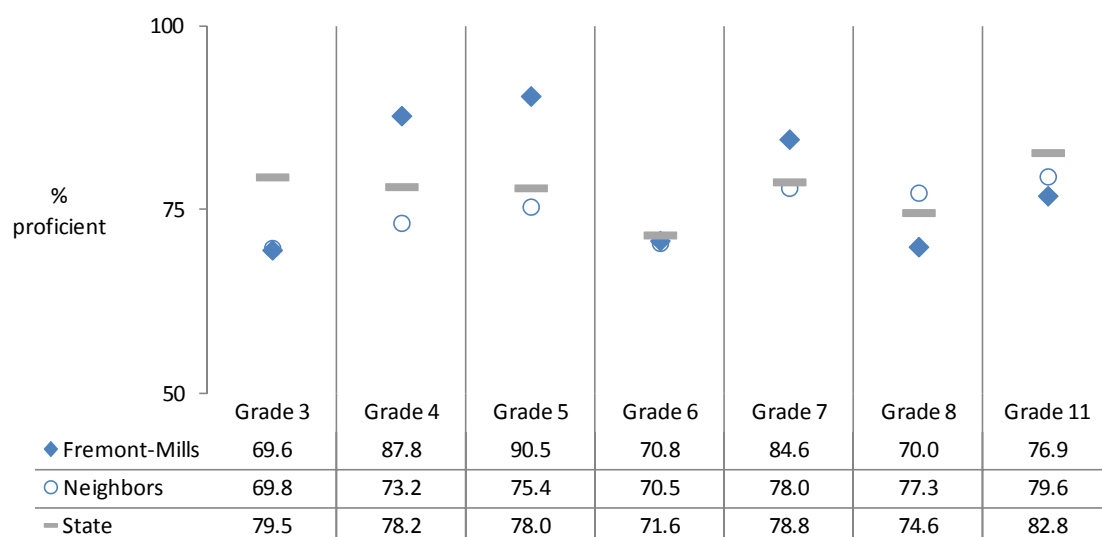 100
%
proficient
75
50
Grade 3 Grade 4 Grade 5 Grade 6 Grade 7 Grade 8 Grade 11
Fremont-Mills 69.6 87.8 90.5 70.8 84.6 70.0 76.9
Neighbors 69.8 73.2 75.4 70.5 78.0 77.3 79.6
State 79.5 78.2 78.0 71.6 78.8 74.6 82.8